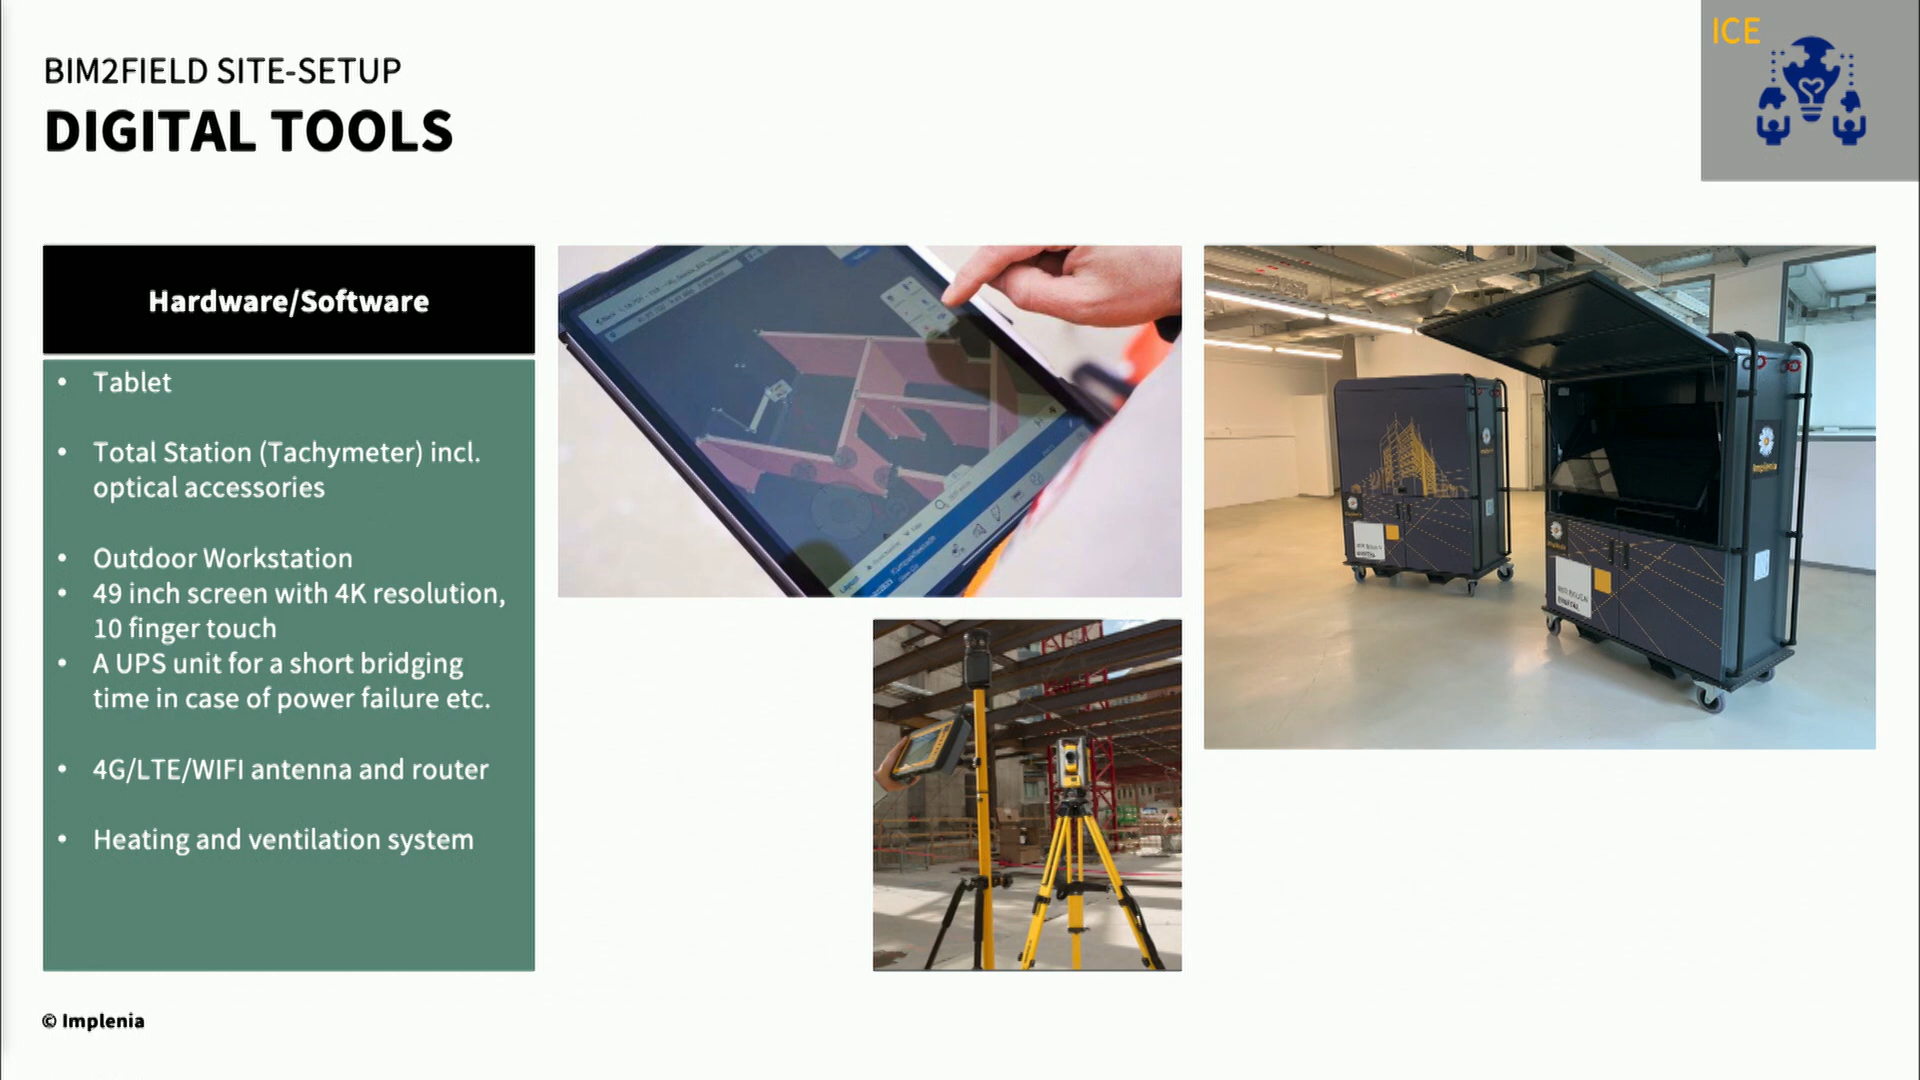 ICE
BIM2FIELD SITE-SETUP
DIGITAL TOOLS
Hardware/Software
• Tablet
• Total Station (Tachymeter) incl.
optical accessories
• Outdoor Workstation
• 49 inch screen with 4K resolution,
10 finger touch
• A UPS unit for a short bridging
time in case of power failure etc.
• 4G/LTE/WIFI antenna and router
• Heating and ventilation system
Implenia
© Implenia